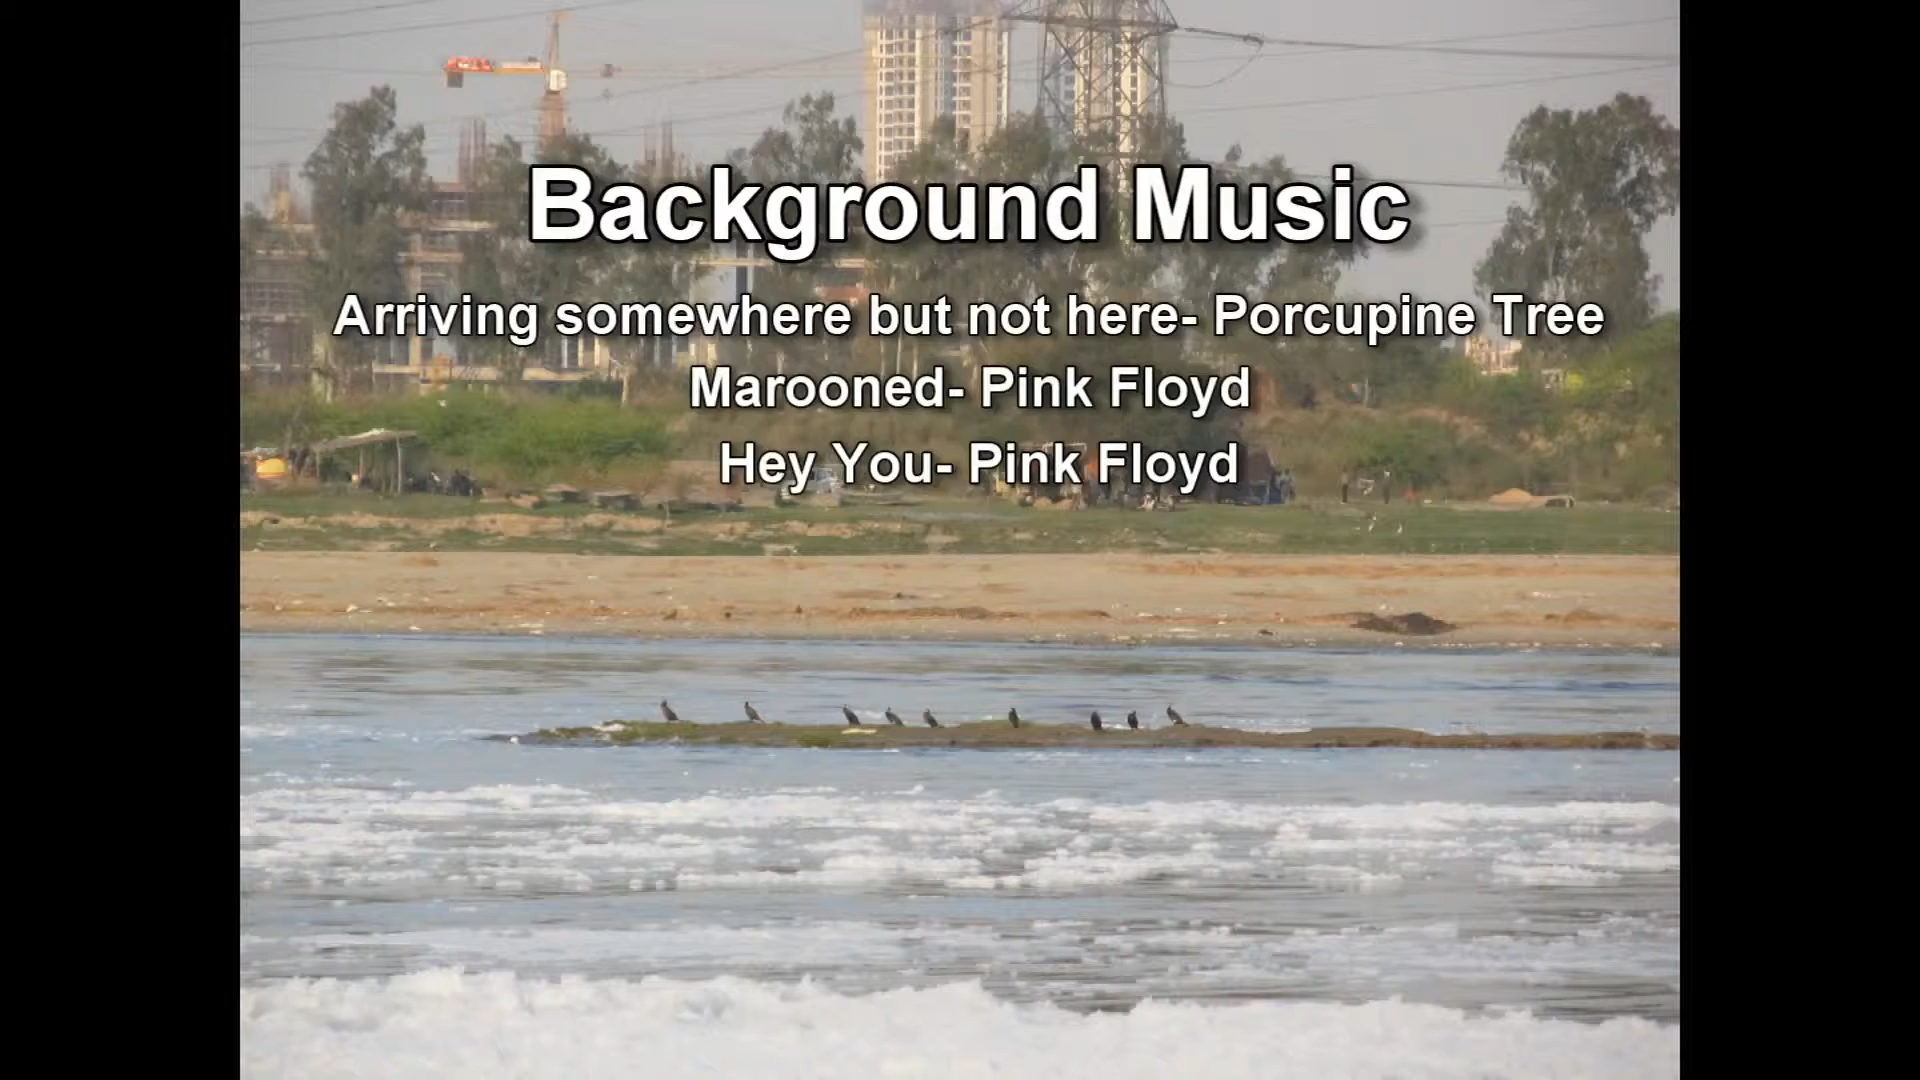 Background Music
Arriving somewhere but not here- Porcupine Tree
Marooned- Pink Floyd
Hey You- Pink Floyd